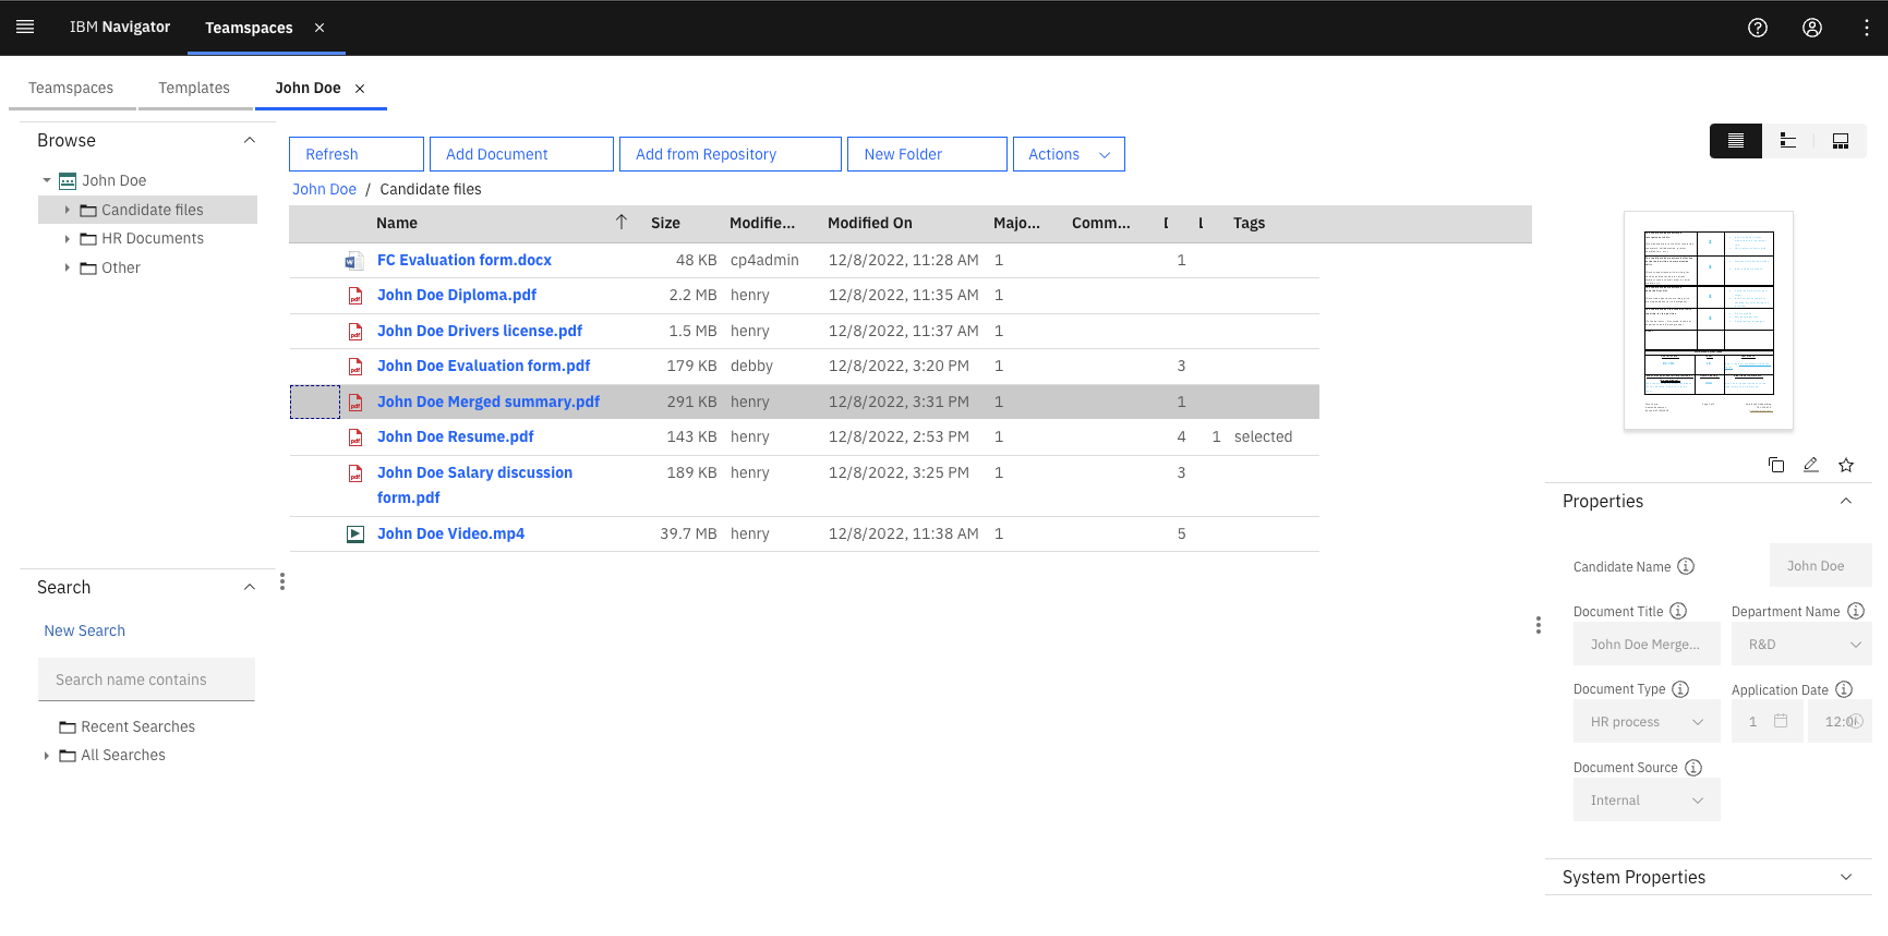 IBM Navigator
Teamspaces
Teamspaces
Templates
John Doe
Browse
John Doe
Candidate files
HR Documents
Other
Search
New Search
Search name contains
Recent Searches
All Searches
Refresh
Add Document
Add from Repository
New Folder
Actions
John Doe / Candidate files
Name Size Modifie... Modified On Majo... Comm... Tags
FC Evaluation form.docx 48 KB cp4admin 12/8/2022, 11:28 AM 1 1
John Doe Diploma.pdf 2.2 MB henry 12/8/2022, 11:35 AM 1
John Doe Drivers license.pdf 1.5 MB henry 12/8/2022, 11:37 AM 1
John Doe Evaluation form.pdf 179 KB debby 12/8/2022, 3:20 PM 1 3
John Doe Merged summary.pdf 291 KB henry 12/8/2022, 3:31 PM 1 1
John Doe Resume.pdf 143 KB henry 12/8/2022, 2:53 PM 1 4 1 selected
John Doe Salary discussion 189 KB henry 12/8/2022, 3:25 PM 1 3
form.pdf
John Doe Video.mp4 39.7 MB henry 12/8/2022, 11:38 AM 1 5
Properties
Candidate Name
John Doe
Document Title
Department Name
John Doe Merge...
R&D
Document Type
Application Date
HR process
1
12:0
Document Source
Internal
System Properties